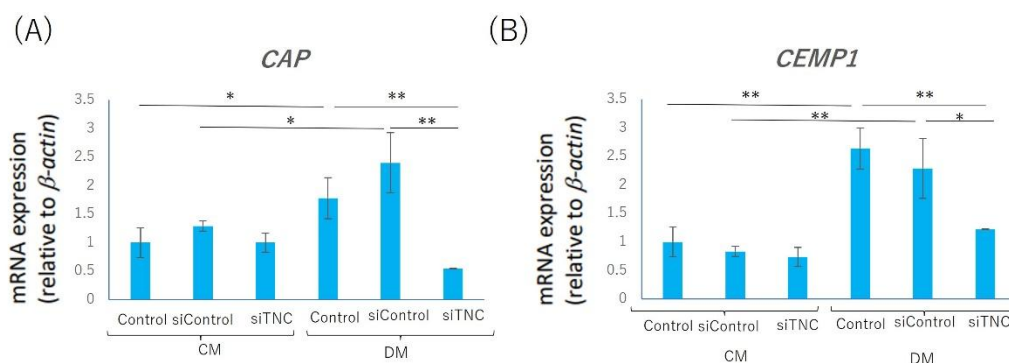 (A)
CAP
* **
* **
3.5
3
2.5
2
1.5
1
0.5
0
mRNA expression
(relative to β-actin)
Control siControl siTNC Control siControl siTNC
CM DM
(B)
CEMP1
** **
** *
3.5
3
2.5
2
1.5
1
0.5
0
mRNA expression
(relative to β-actin)
Control siControl siTNC Control siControl siTNC
CM DM